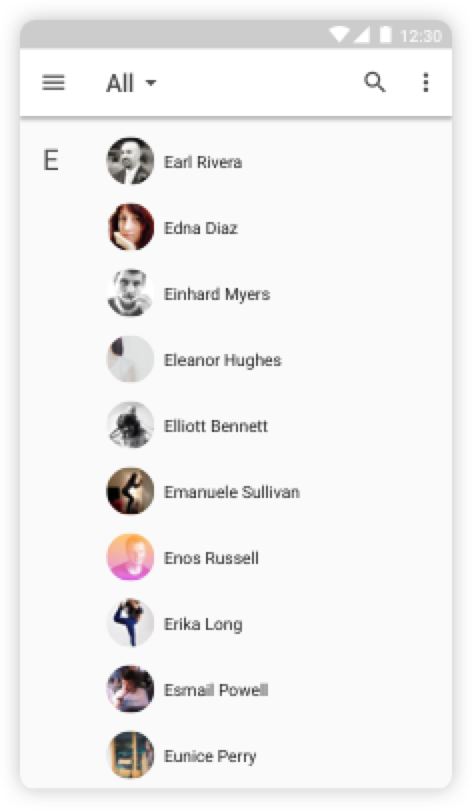 12:30
All
E
Earl Rivera
Edna Diaz
Einhard Myers
Eleanor Hughes
Elliott Bennett
Emanuele Sullivan
Enos Russell
Erika Long
Esmail Powell
Eunice Perry